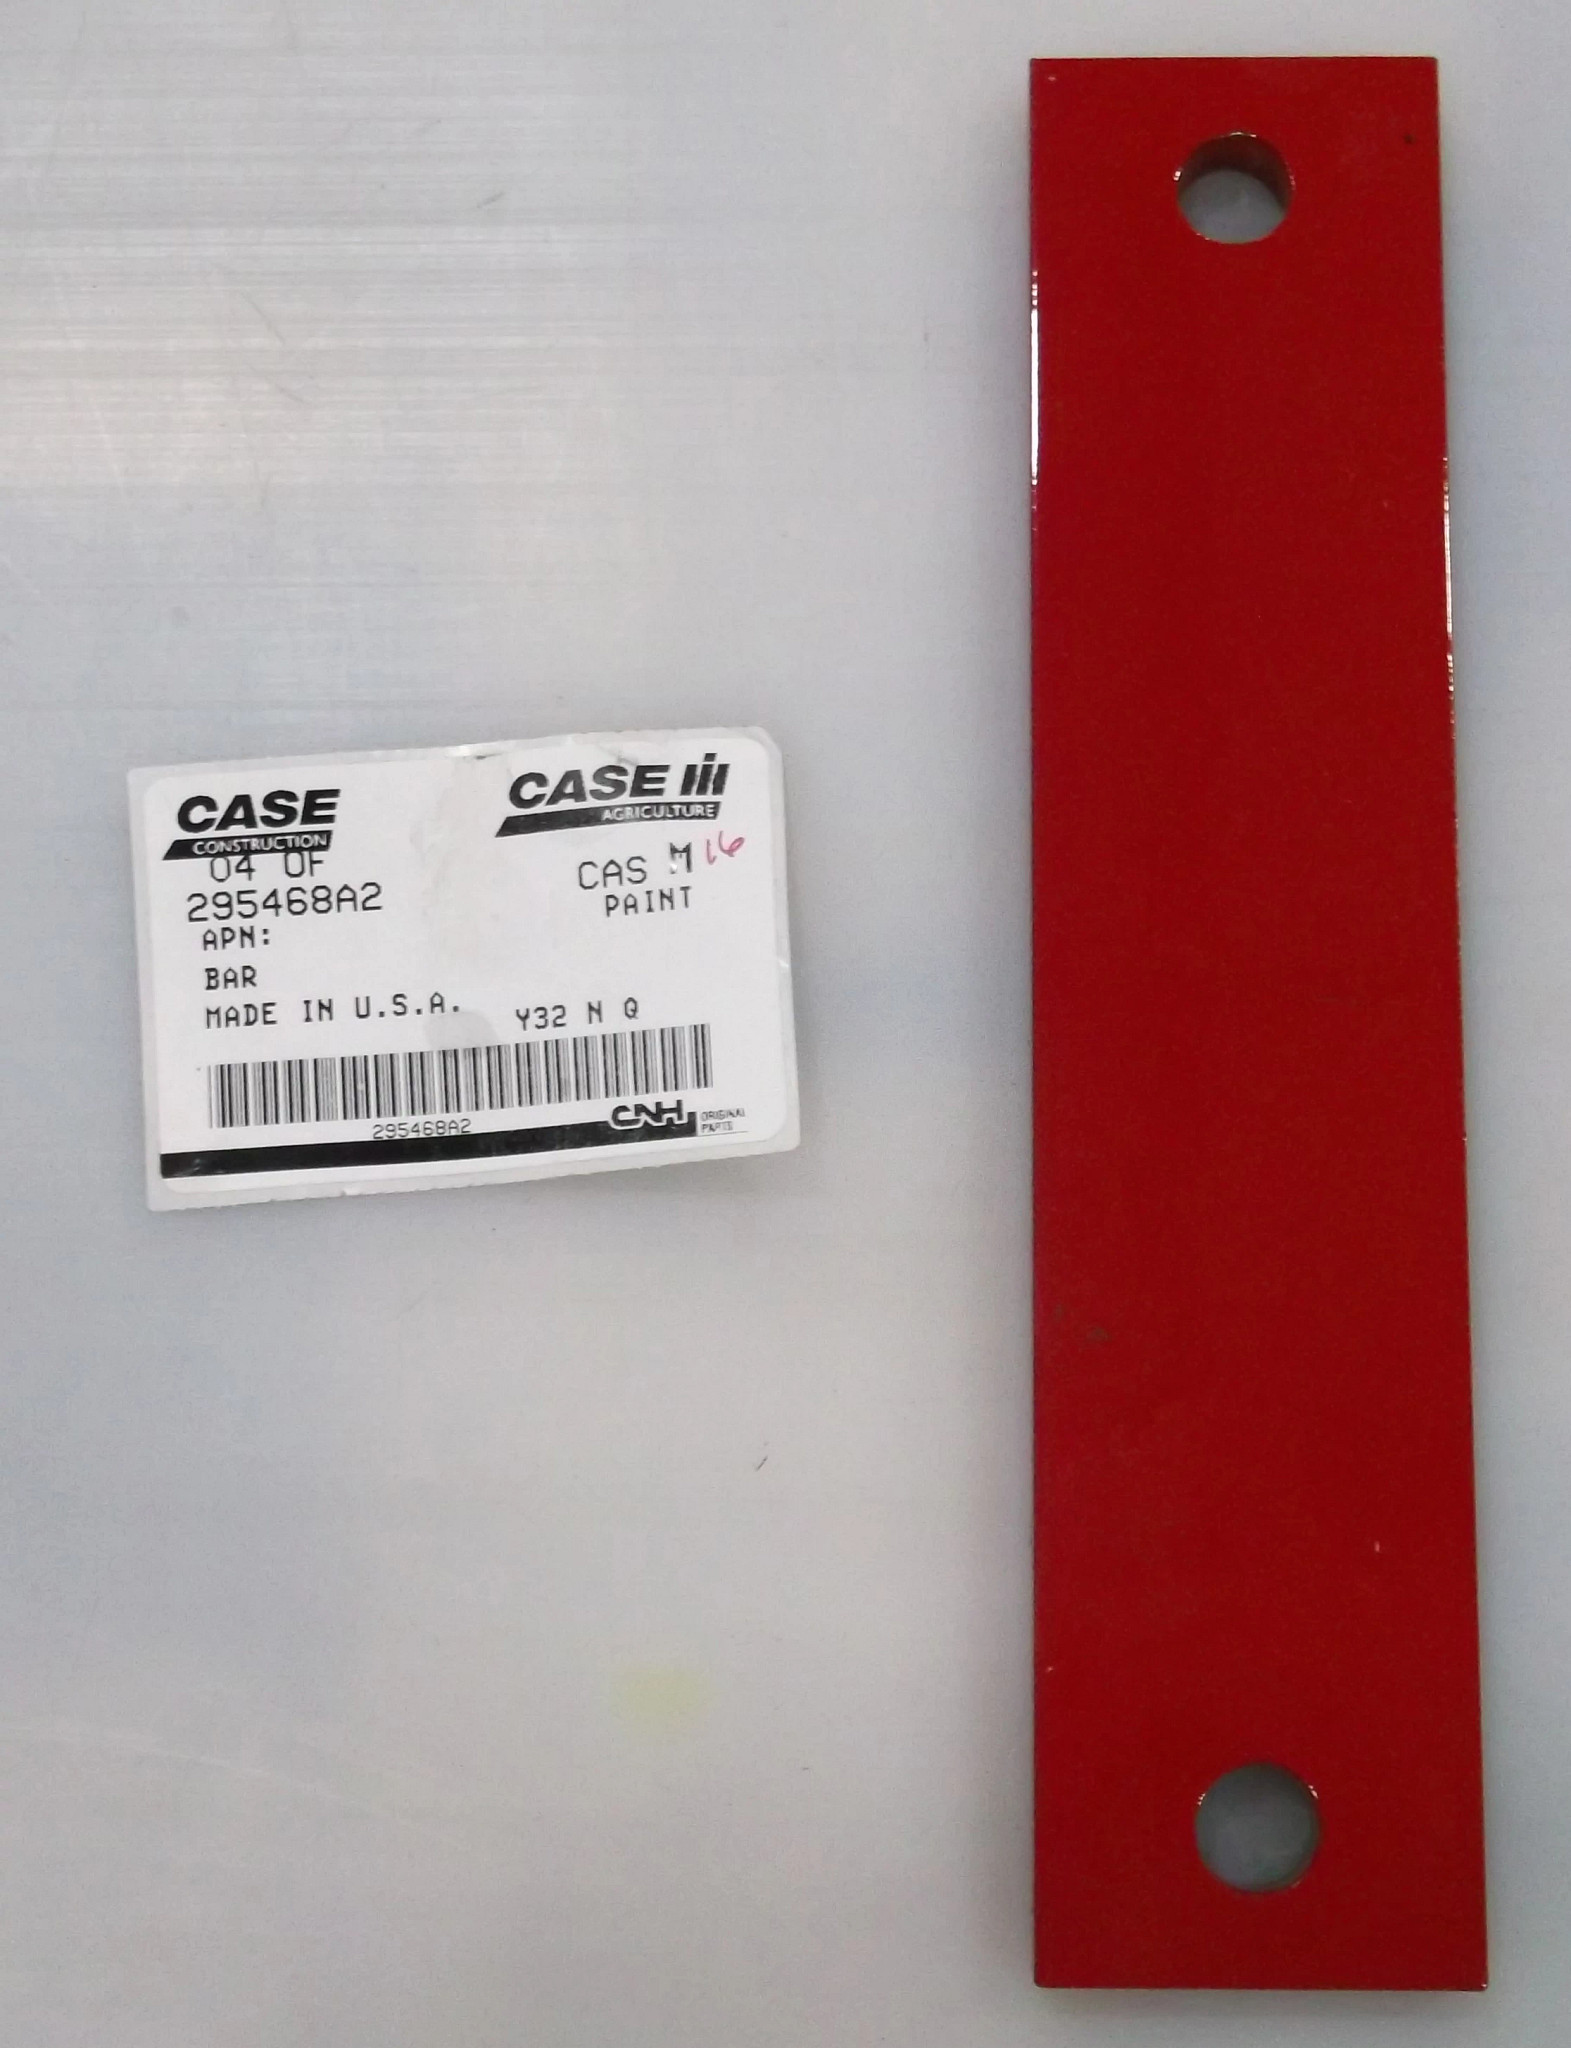 CASE
CONSTRUCTION
CASE IH
AGRICULTURE
04 OF
CAS M 16
295468A2
PAINT
APN:
BAR
MADE IN U.S.A.
Y32 N Q
295468A2
CNH
ORIGINAL
PARTS